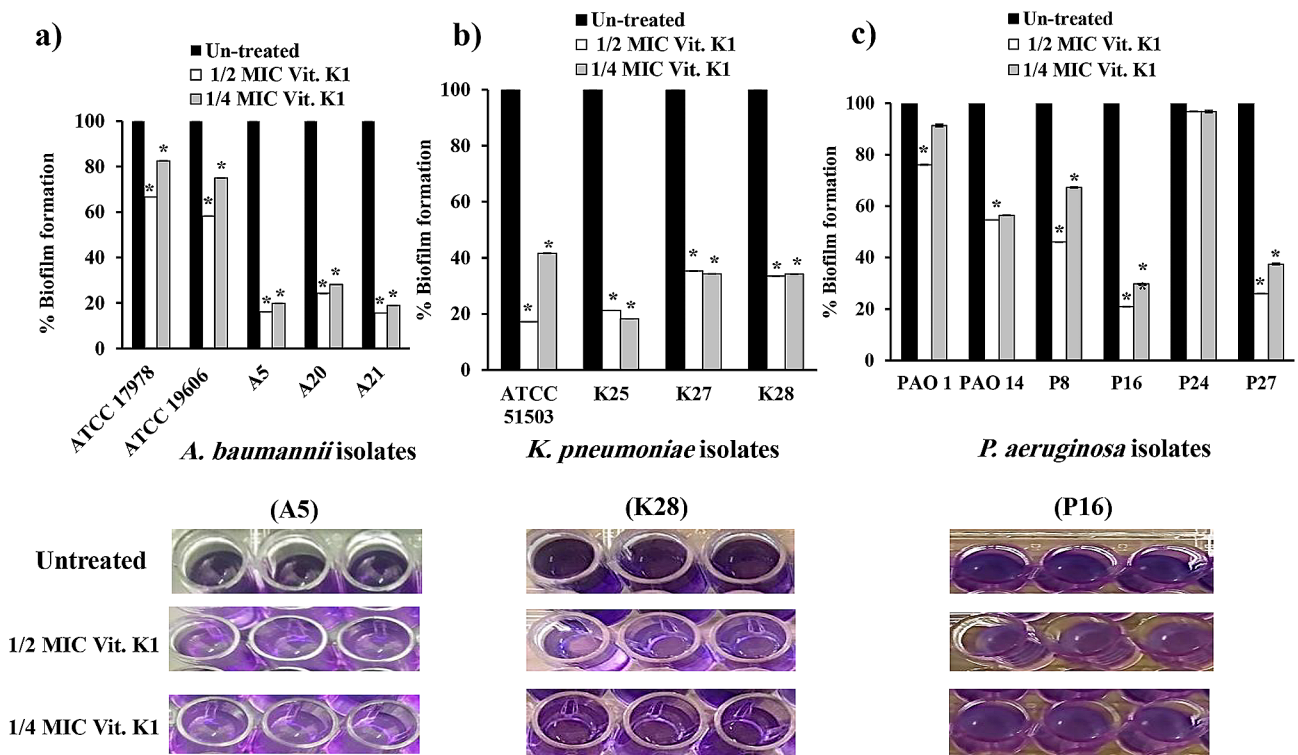 a)
Un-treated
1/2 MIC Vit. K1
1/4 MIC Vit. K1
% Biofilm formation
100
80
60
40
20
0
* * * * * * * * * *
ATCC 17978
ATCC 19606
A5
A20
A21
A. baumannii isolates
b)
Un-treated
1/2 MIC Vit. K1
1/4 MIC Vit. K1
% Biofilm formation
100
80
60
40
20
0
* * * * * * * *
ATCC
51503
K25
K27
K28
K. pneumoniae isolates
c)
Un-treated
1/2 MIC Vit. K1
1/4 MIC Vit. K1
% Biofilm formation
100
80
60
40
20
0
* * * * * * * * *
PAO 1
PAO 14
P8
P16
P24
P27
P. aeruginosa isolates
(A5)
(K28)
(P16)
Untreated
1/2 MIC Vit. K1
1/4 MIC Vit. K1